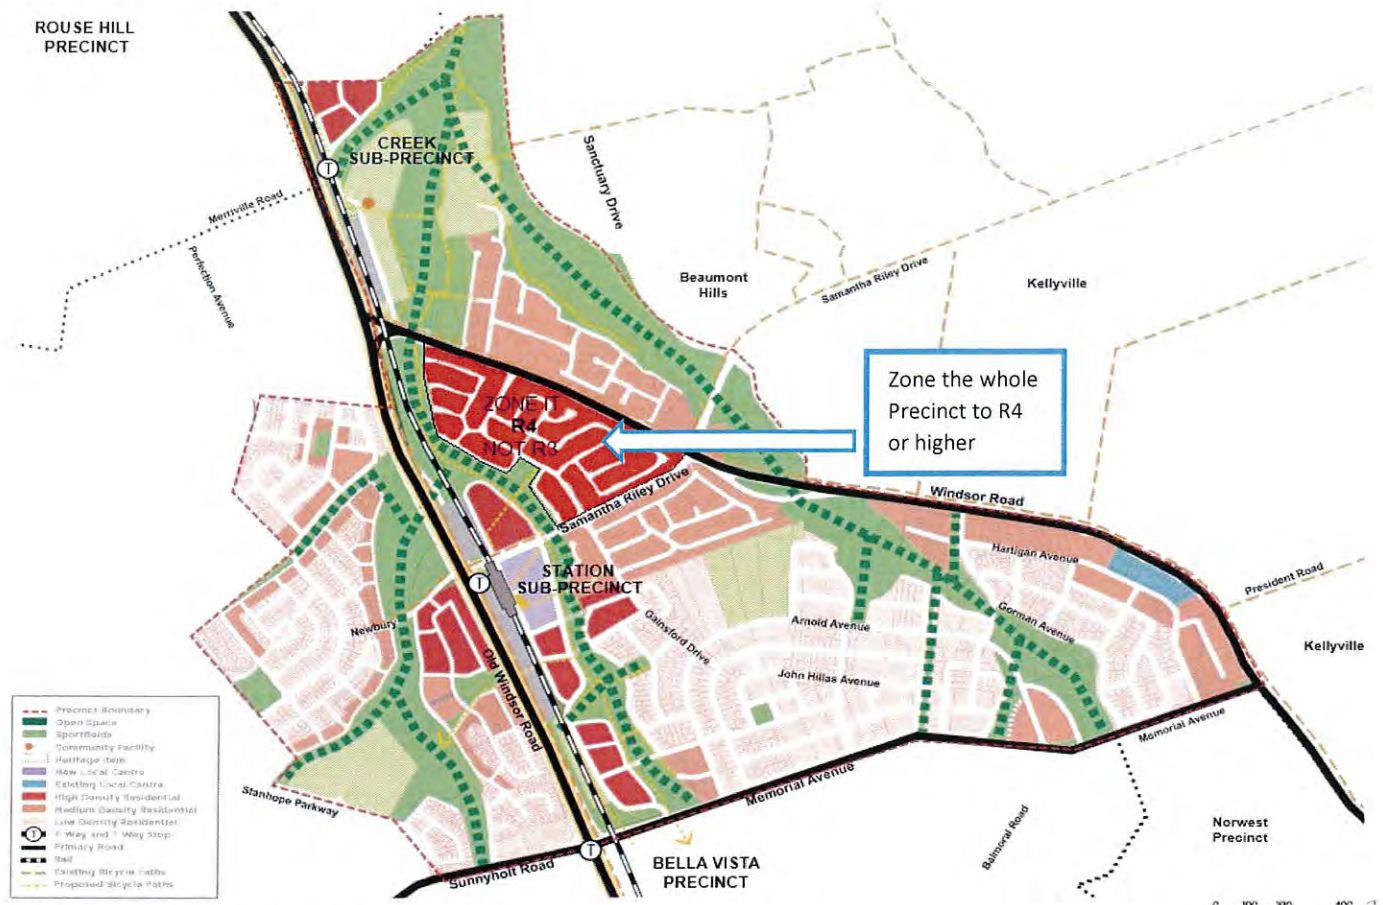 ROUSE HILL
PRECINCT
CREEK
SUB-PRECINCT
T
Merriville Road
Perfection Avenue
Sanctuary Drive
Beaumont
Hills
Samantha Riley Drive
Kellyville
Zone the whole
Precinct to R4
or higher
ZONE IT
R4
NOT R3
Samantha Riley Drive
Windsor Road
Hartigan Avenue
President Road
STATION
SUB-PRECINCT
T
Newbury
Gainsford Drive
Arnold Avenue
Gorman Avenue
John Hillas Avenue
Kellyville
Old Windsor Road
Memorial Avenue
Memorial Avenue
Stanhope Parkway
Balmoral Road
Norwest
Precinct
T
Sunnyholt Road
BELLA VISTA
PRECINCT
Precinct Boundary
Open Space
Sportfields
Community Facility
Heritage Item
New Local Centre
Existing Local Centre
High Density Residential
Medium Density Residential
Low Density Residential
T
T Way and T Way Stop
Primary Road
Rail
Existing Bicycle Paths
Proposed Bicycle Paths